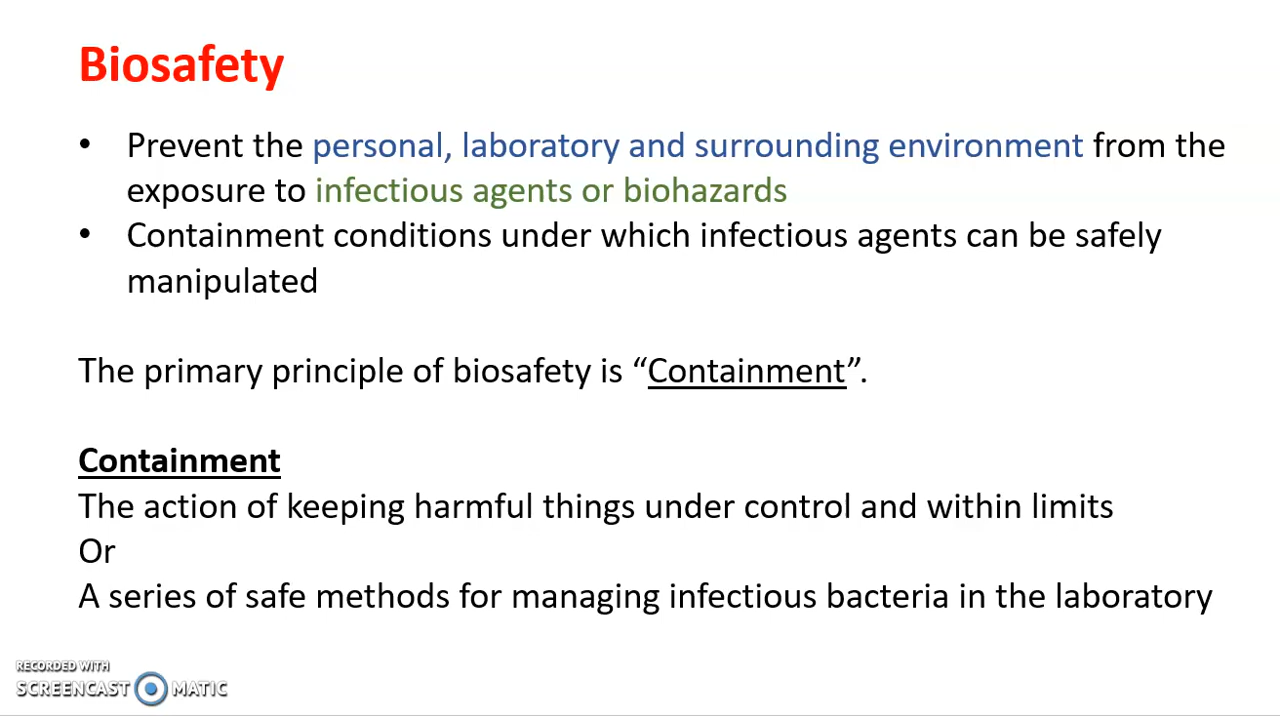 Biosafety
• Prevent the personal, laboratory and surrounding environment from the
exposure to infectious agents or biohazards
• Containment conditions under which infectious agents can be safely
manipulated
The primary principle of biosafety is “Containment”.
Containment
The action of keeping harmful things under control and within limits
Or
A series of safe methods for managing infectious bacteria in the laboratory
RECORDED WITH
SCREENCAST MATIC